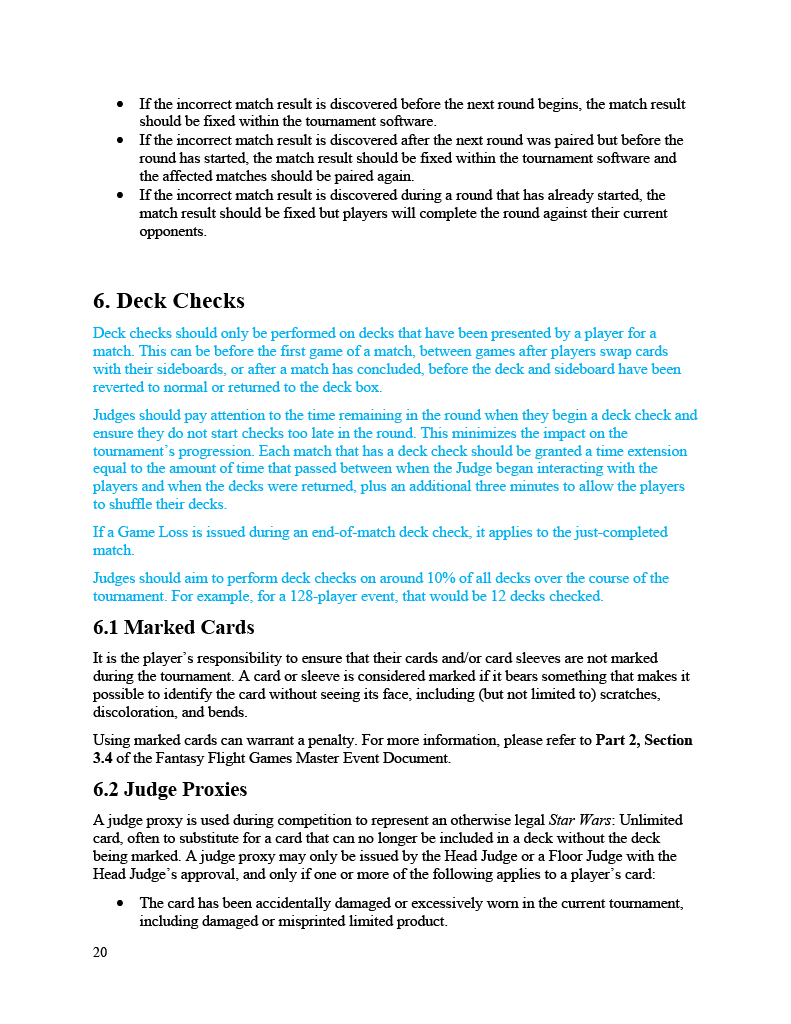 • If the incorrect match result is discovered before the next round begins, the match result
should be fixed within the tournament software.
• If the incorrect match result is discovered after the next round was paired but before the
round has started, the match result should be fixed within the tournament software and
the affected matches should be paired again.
• If the incorrect match result is discovered during a round that has already started, the
match result should be fixed but players will complete the round against their current
opponents.
6. Deck Checks
Deck checks should only be performed on decks that have been presented by a player for a
match. This can be before the first game of a match, between games after players swap cards
with their sideboards, or after a match has concluded, before the deck and sideboard have been
reverted to normal or returned to the deck box.
Judges should pay attention to the time remaining in the round when they begin a deck check and
ensure they do not start checks too late in the round. This minimizes the impact on the
tournament’s progression. Each match that has a deck check should be granted a time extension
equal to the amount of time that passed between when the Judge began interacting with the
players and when the decks were returned, plus an additional three minutes to allow the players
to shuffle their decks.
If a Game Loss is issued during an end-of-match deck check, it applies to the just-completed
match.
Judges should aim to perform deck checks on around 10% of all decks over the course of the
tournament. For example, for a 128-player event, that would be 12 decks checked.
6.1 Marked Cards
It is the player’s responsibility to ensure that their cards and/or card sleeves are not marked
during the tournament. A card or sleeve is considered marked if it bears something that makes it
possible to identify the card without seeing its face, including (but not limited to) scratches,
discoloration, and bends.
Using marked cards can warrant a penalty. For more information, please refer to Part 2, Section
3.4 of the Fantasy Flight Games Master Event Document.
6.2 Judge Proxies
A judge proxy is used during competition to represent an otherwise legal Star Wars: Unlimited
card, often to substitute for a card that can no longer be included in a deck without the deck
being marked. A judge proxy may only be issued by the Head Judge or a Floor Judge with the
Head Judge’s approval, and only if one or more of the following applies to a player’s card:
• The card has been accidentally damaged or excessively worn in the current tournament,
including damaged or misprinted limited product.
20